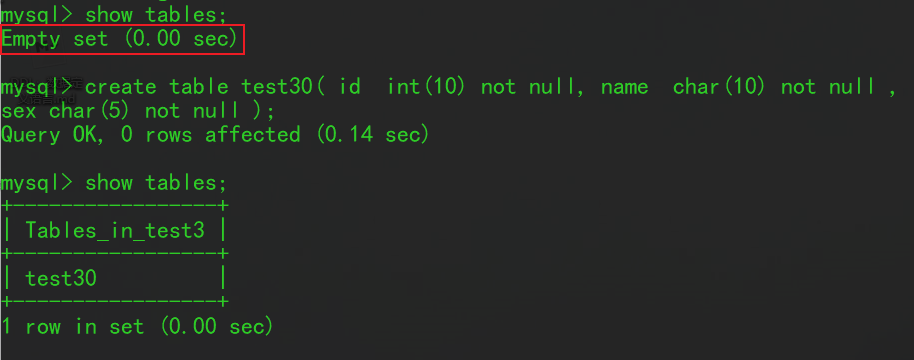 mysql> show tables;
Empty set (0.00 sec)
mysql> create table test30( id  int(10) not null, name  char(10) not null ,
sex char(5) not null );
Query OK, 0 rows affected (0.14 sec)
mysql> show tables;
+-----------------+
| Tables_in_test3 |
+-----------------+
| test30          |
+-----------------+
1 row in set (0.00 sec)